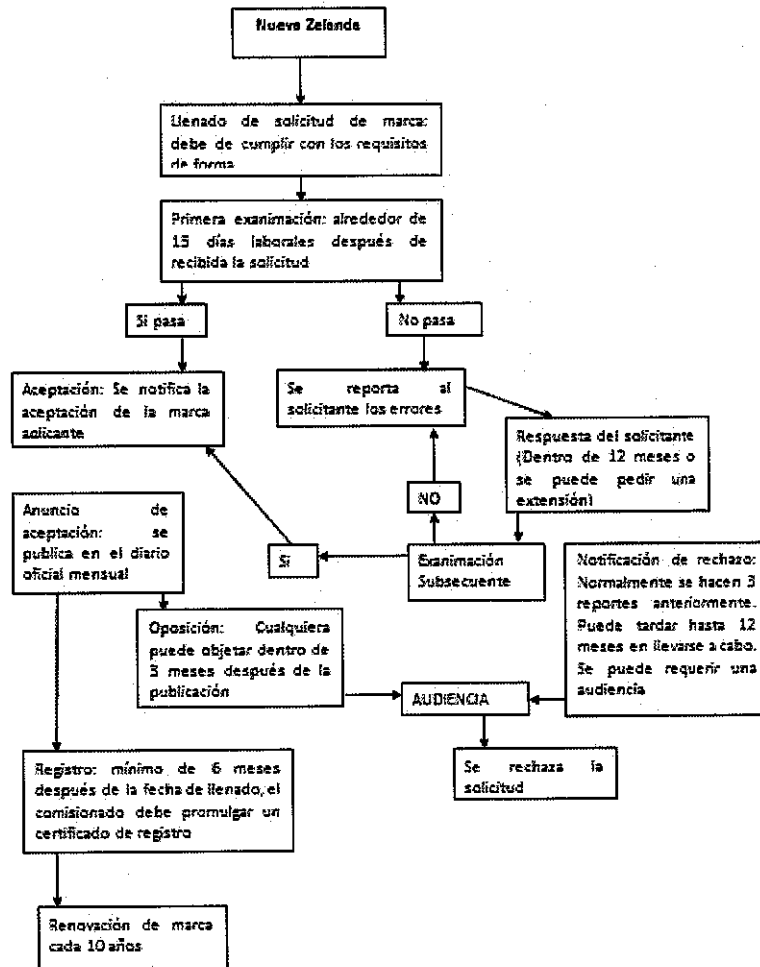 Nueva Zelanda
Llenado de solicitud de marca:
debe de cumplir con los requisitos
de forma
Primera exanimación: alrededor de
15 días laborales después de
recibida la solicitud
Si pasa
No pasa
Aceptación: Se notifica la
aceptación de la marca
solicante
Se reporta al
solicitante los errores
Respuesta del solicitante
(Dentro de 12 meses o
se puede pedir una
extensión)
NO
Anuncio de
aceptación: se
publica en el diario
oficial mensual
Si
Exanimación
Subsecuente
Notificación de rechazo:
Normalmente se hacen 3
reportes anteriormente.
Puede tardar hasta 12
meses en llevarse a cabo.
Se puede requerir una
audiencia
Oposición: Cualquiera
puede objetar dentro de
3 meses después de la
publicación
AUDIENCIA
Se rechaza la
solicitud
Registro: mínimo de 6 meses
después de la fecha de llenado, el
comisionado debe promulgar un
certificado de registro
Renovación de marca
cada 10 años